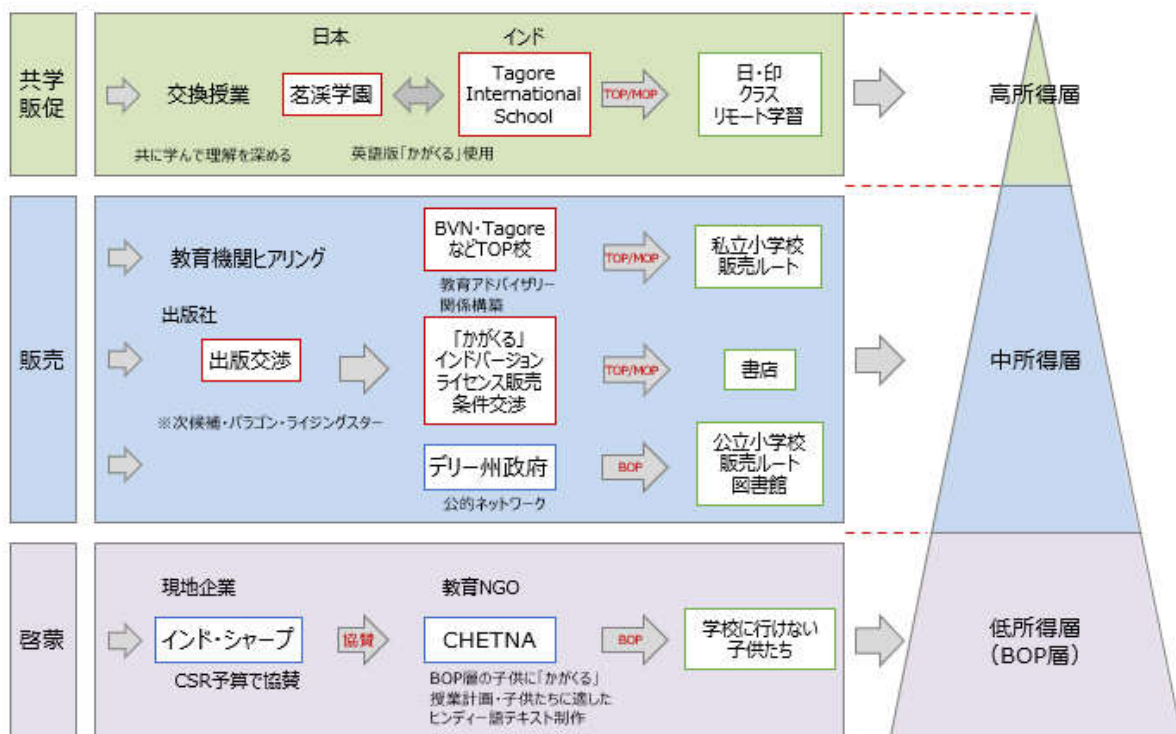 共学
販促
日本
インド
交換授業
茗渓学園
Tagore
International
School
TOP/MOP
日・印
クラス
リモート学習
高所得層
共に学んで理解を深める
英語版「かがくる」使用
販売
教育機関ヒアリング
BVN・Tagore
などTOP校
TOP/MOP
私立小学校
販売ルート
教育アドバイザリー
関係構築
出版社
出版交渉
「かがくる」
インドバージョン
ライセンス販売
条件交渉
TOP/MOP
書店
中所得層
※次候補・パラゴン・ライジングスター
デリー州政府
BOP
公立小学校
販売ルート
図書館
公的ネットワーク
啓蒙
現地企業
教育NGO
インド・シャープ
協賛
CHETNA
BOP
学校に行けない
子供たち
低所得層
（BOP層）
CSR予算で協賛
BOP層の子供に「かがくる」
授業計画・子供たちに適した
ヒンディー語テキスト制作